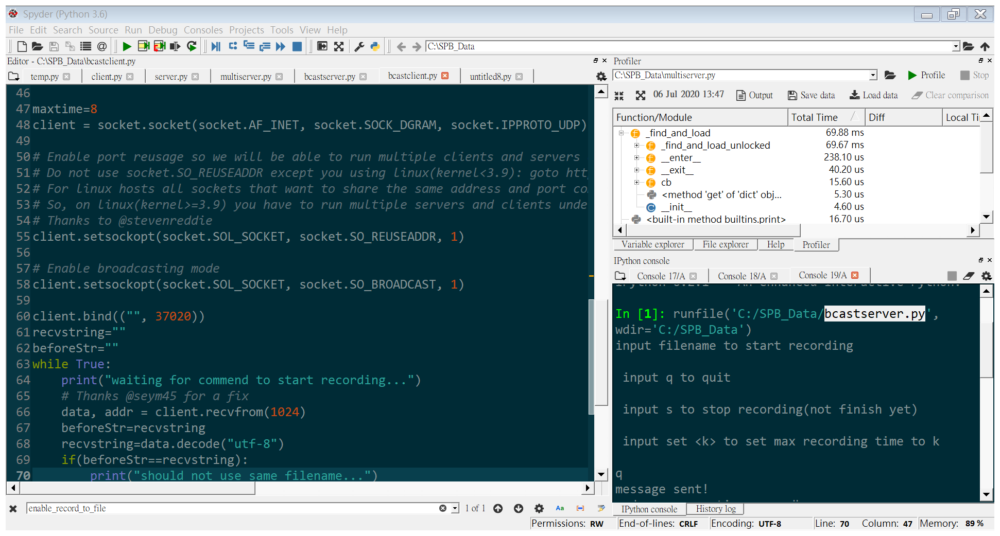 Spyder (Python 3.6)
File Edit Search Source Run Debug Consoles Projects Tools View Help
C:\SPB_Data
Editor - C:\SPB_Data\bcastclient.py
temp.py client.py server.py multiserver.py bcastserver.py bcastclient.py untitled8.py
46
47 maxtime=8
48 client = socket.socket(socket.AF_INET, socket.SOCK_DGRAM, socket.IPPROTO_UDP)
49
50 # Enable port reusage so we will be able to run multiple clients and servers
51 # Do not use socket.SO_REUSEADDR except you using linux(kernel<3.9): goto htt
52 # For linux hosts all sockets that want to share the same address and port co
53 # So, on linux(kernel>=3.9) you have to run multiple servers and clients unde
54 # Thanks to @stevenreddie
55 client.setsockopt(socket.SOL_SOCKET, socket.SO_REUSEADDR, 1)
56
57 # Enable broadcasting mode
58 client.setsockopt(socket.SOL_SOCKET, socket.SO_BROADCAST, 1)
59
60 client.bind(("", 37020))
61 recvstring=""
62 beforeStr=""
63 while True:
64     print("waiting for commend to start recording...")
65     # Thanks @seym45 for a fix
66     data, addr = client.recvfrom(1024)
67     beforeStr=recvstring
68     recvstring=data.decode("utf-8")
69     if(beforeStr==recvstring):
70         print("should not use same filename...")
enable_record_to_file 1 of 1 Aa
Profiler
C:\SPB_Data\multiserver.py Profile Stop
06 Jul 2020 13:47 Output Save data Load data Clear comparison
Function/Module Total Time Diff Local Ti
_find_and_load 69.88 ms
_find_and_load_unlocked 69.67 ms
__enter__ 238.10 us
__exit__ 40.20 us
cb 15.60 us
<method 'get' of 'dict' obj... 5.30 us
__init__ 4.60 us
<built-in method builtins.print> 16.70 us
Variable explorer File explorer Help Profiler
IPython console
Console 17/A Console 18/A Console 19/A
In [1]: runfile('C:/SPB_Data/bcastserver.py',
wdir='C:/SPB_Data')
input filename to start recording
input q to quit
input s to stop recording(not finish yet)
input set <k> to set max recording time to k
q
message sent!
IPython console History log
Permissions: RW End-of-lines: CRLF Encoding: UTF-8 Line: 70 Column: 47 Memory: 89 %